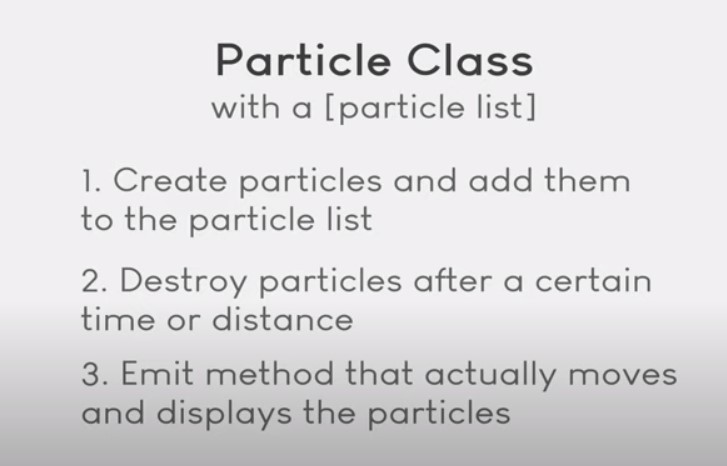 Particle Class
with a [particle list]
1. Create particles and add them
to the particle list
2. Destroy particles after a certain
time or distance
3. Emit method that actually moves
and displays the particles